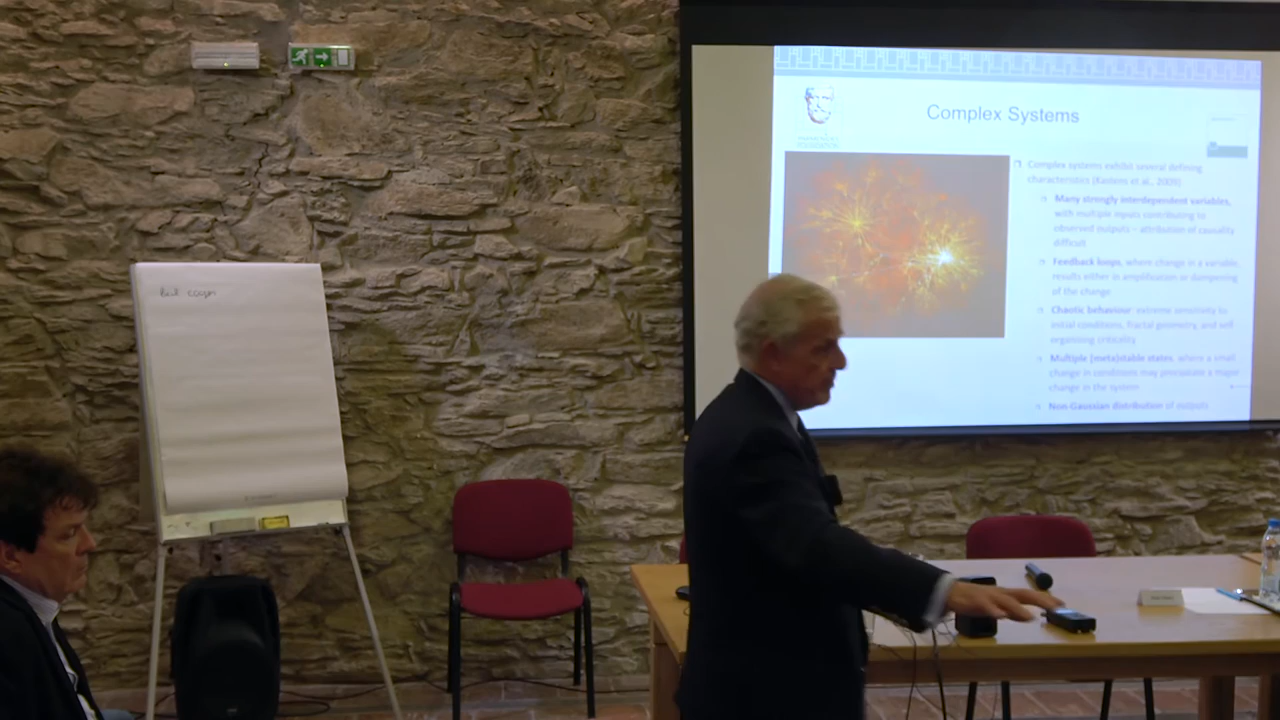 Complex Systems
Complex systems exhibit several defining
characteristics (Kastens et al., 2009)
Many strongly interdependent variables,
with multiple inputs contributing to
observed outputs – attribution of causality
difficult
Feedback loops, where change in a variable
results either in amplification or dampening
of the change
Chaotic behaviour: extreme sensitivity to
initial conditions, fractal geometry, and self
organising criticality
Multiple (meta)stable states, where a small
change in conditions may precipitate a major
change in the system
Non-Gaussian distribution of outputs